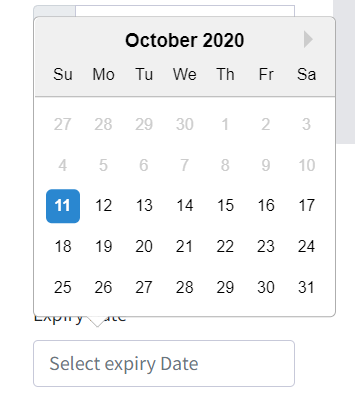 October 2020
Su Mo Tu We Th Fr Sa
27 28 29 30 1 2 3
4 5 6 7 8 9 10
11 12 13 14 15 16 17
18 19 20 21 22 23 24
25 26 27 28 29 30 31
Expiry Date
Select expiry Date